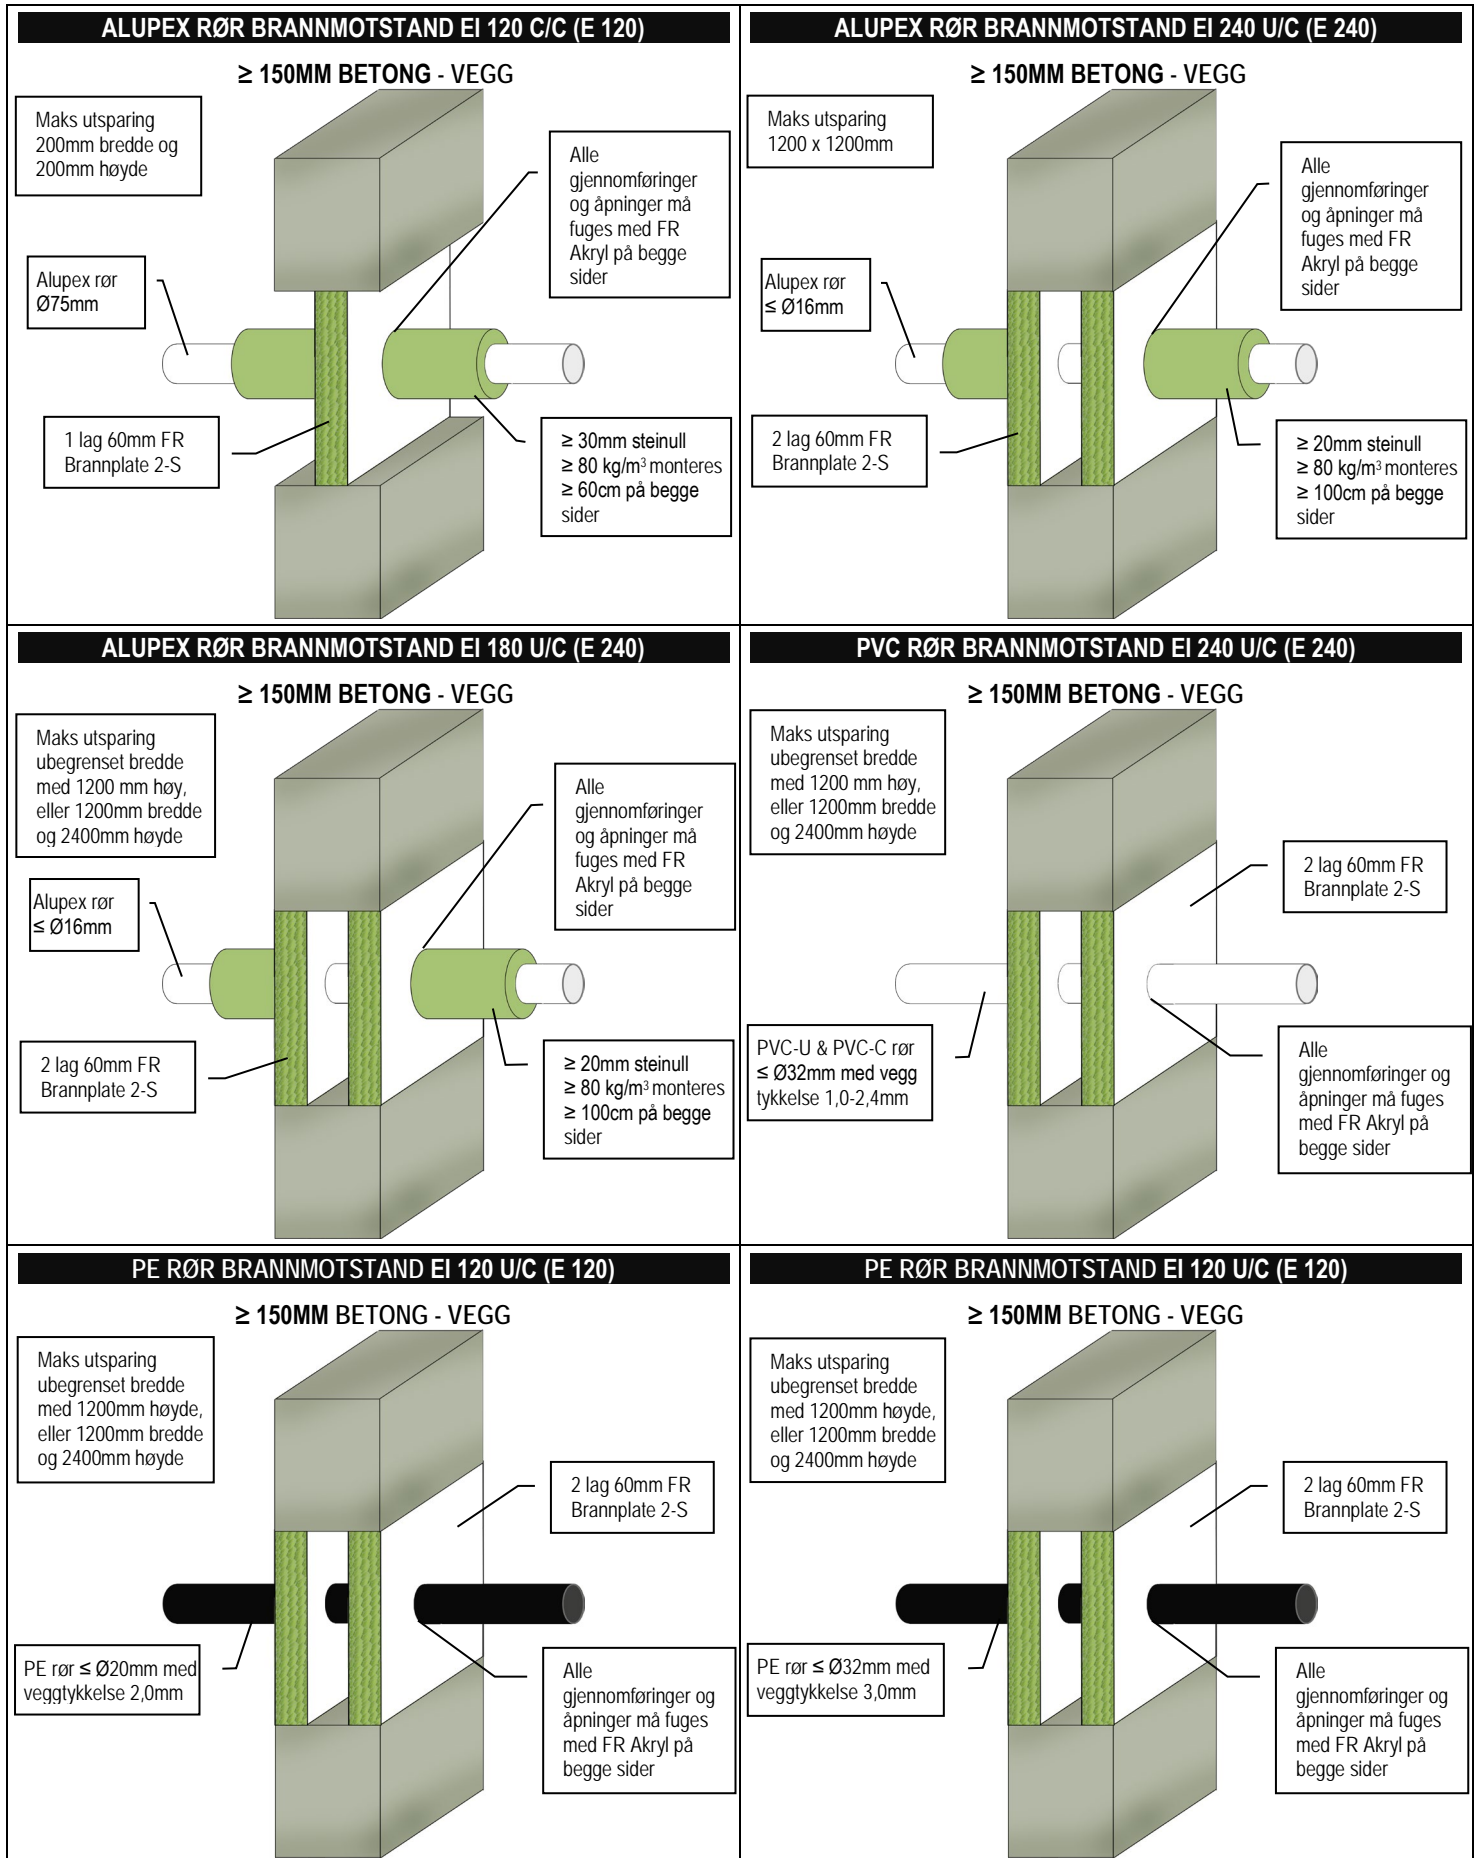 ALUPEX RØR BRANNMOTSTAND EI 120 C/C (E 120)
≥ 150MM BETONG - VEGG
Maks utsparing
200mm bredde og
200mm høyde
Alle
gjennomføringer
og åpninger må
fuges med FR
Akryl på begge
sider
Alupex rør
Ø75mm
1 lag 60mm FR
Brannplate 2-S
≥ 30mm steinull
≥ 80 kg/m³ monteres
≥ 60cm på begge
sider
ALUPEX RØR BRANNMOTSTAND EI 240 U/C (E 240)
≥ 150MM BETONG - VEGG
Maks utsparing
1200 x 1200mm
Alle
gjennomføringer
og åpninger må
fuges med FR
Akryl på begge
sider
Alupex rør
≤ Ø16mm
2 lag 60mm FR
Brannplate 2-S
≥ 20mm steinull
≥ 80 kg/m³ monteres
≥ 100cm på begge
sider
ALUPEX RØR BRANNMOTSTAND EI 180 U/C (E 240)
≥ 150MM BETONG - VEGG
Maks utsparing
ubegrenset bredde
med 1200 mm høy,
eller 1200mm bredde
og 2400mm høyde
Alle
gjennomføringer
og åpninger må
fuges med FR
Akryl på begge
sider
Alupex rør
≤ Ø16mm
2 lag 60mm FR
Brannplate 2-S
≥ 20mm steinull
≥ 80 kg/m³ monteres
≥ 100cm på begge
sider
PVC RØR BRANNMOTSTAND EI 240 U/C (E 240)
≥ 150MM BETONG - VEGG
Maks utsparing
ubegrenset bredde
med 1200 mm høy,
eller 1200mm bredde
og 2400mm høyde
2 lag 60mm FR
Brannplate 2-S
PVC-U & PVC-C rør
≤ Ø32mm med vegg
tykkelse 1,0-2,4mm
Alle
gjennomføringer og
åpninger må fuges
med FR Akryl på
begge sider
PE RØR BRANNMOTSTAND EI 120 U/C (E 120)
≥ 150MM BETONG - VEGG
Maks utsparing
ubegrenset bredde
med 1200mm høyde,
eller 1200mm bredde
og 2400mm høyde
2 lag 60mm FR
Brannplate 2-S
PE rør ≤ Ø20mm med
veggtykkelse 2,0mm
Alle
gjennomføringer og
åpninger må fuges
med FR Akryl på
begge sider
PE RØR BRANNMOTSTAND EI 120 U/C (E 120)
≥ 150MM BETONG - VEGG
Maks utsparing
ubegrenset bredde
med 1200mm høyde,
eller 1200mm bredde
og 2400mm høyde
2 lag 60mm FR
Brannplate 2-S
PE rør ≤ Ø32mm med
veggtykkelse 3,0mm
Alle
gjennomføringer og
åpninger må fuges
med FR Akryl på
begge sider